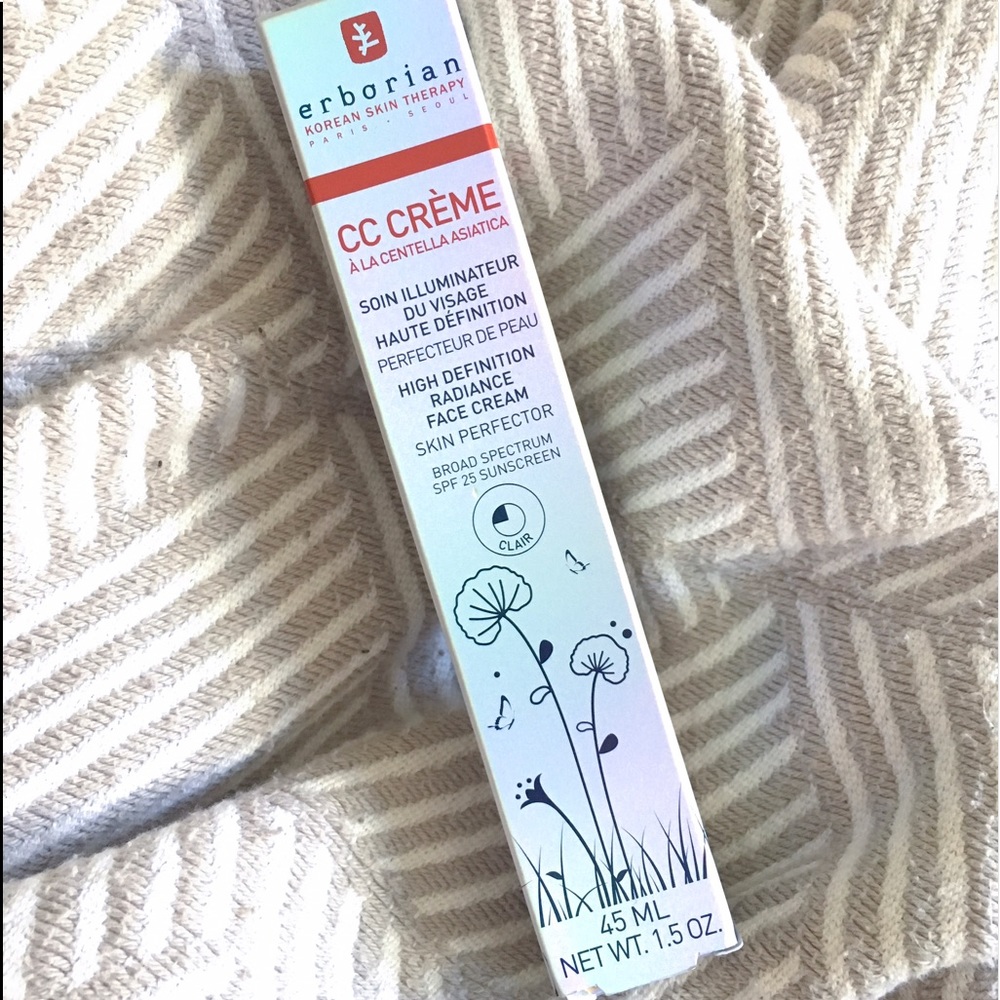 erborian
KOREAN SKIN THERAPY
PARIS . SEOUL
CC CRÈME
À LA CENTELLA ASIATICA
SOIN ILLUMINATEUR
DU VISAGE
HAUTE DÉFINITION
PERFECTEUR DE PEAU
HIGH DEFINITION
RADIANCE
FACE CREAM
SKIN PERFECTOR
BROAD SPECTRUM
SPF 25 SUNSCREEN
CLAIR
45 ML
NET WT. 1.5 OZ.